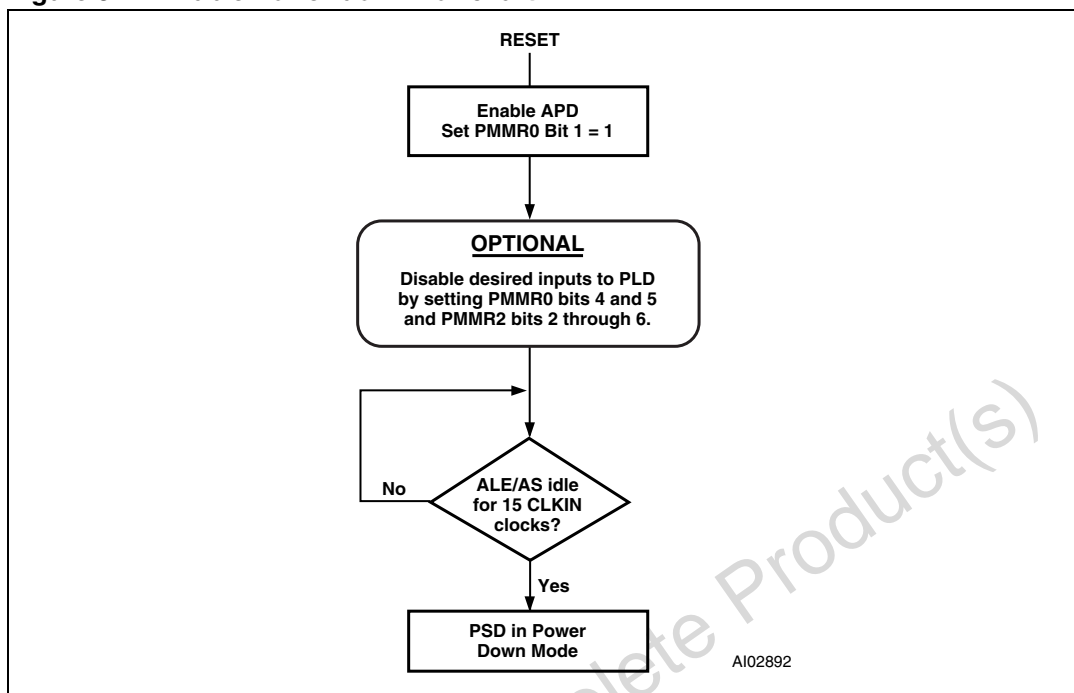 RESET
Enable APD
Set PMMR0 Bit 1 = 1
OPTIONAL
Disable desired inputs to PLD
by setting PMMR0 bits 4 and 5
and PMMR2 bits 2 through 6.
No
ALE/AS idle
for 15 CLKIN
clocks?
Yes
PSD in Power
Down Mode
AI02892
Product(s)